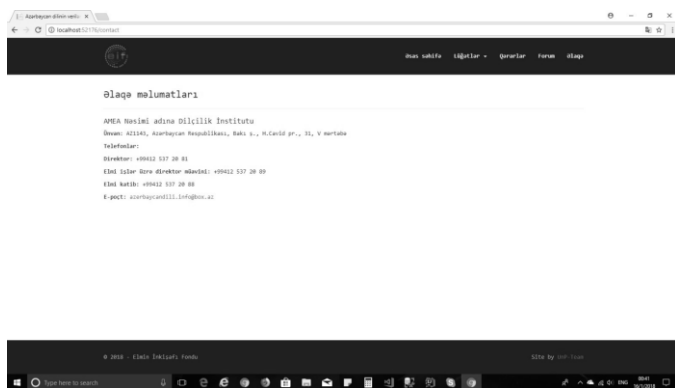 Azərbaycan dilinin
localhost:52176/contact
Əsas səhifə Lüğətlər Qərarlar Forum Əlaqə
Əlaqə məlumatları
AMEA Nəsimi adına Dilçilik İnstitutu
Ünvan: AZ1143, Azərbaycan Respublikası, Bakı ş., H.Cavid pr., 31, V mərtəbə
Telefonlar:
Direktor: +99412 537 20 81
Elmi işlər üzrə direktor müavini: +99412 537 20 89
Elmi katib: +99412 537 20 88
E-poçt: azerbaycandili.info@box.az
© 2018 - Elmin İnkişafı Fondu
Site by
Type here to search
ENG